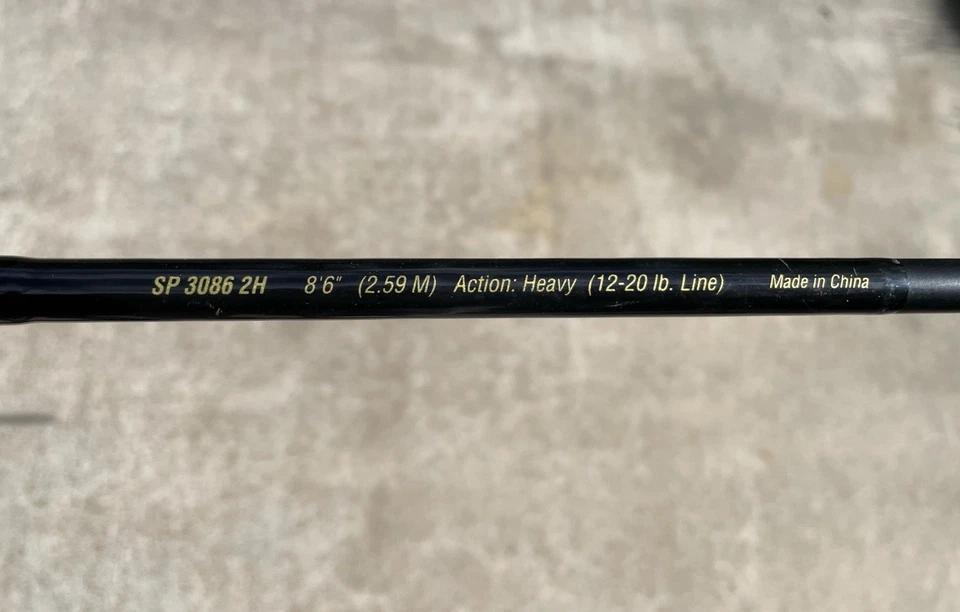 SP 3086 2H 8'6" (2.59 M) Action: Heavy (12-20 lb. Line) Made in China